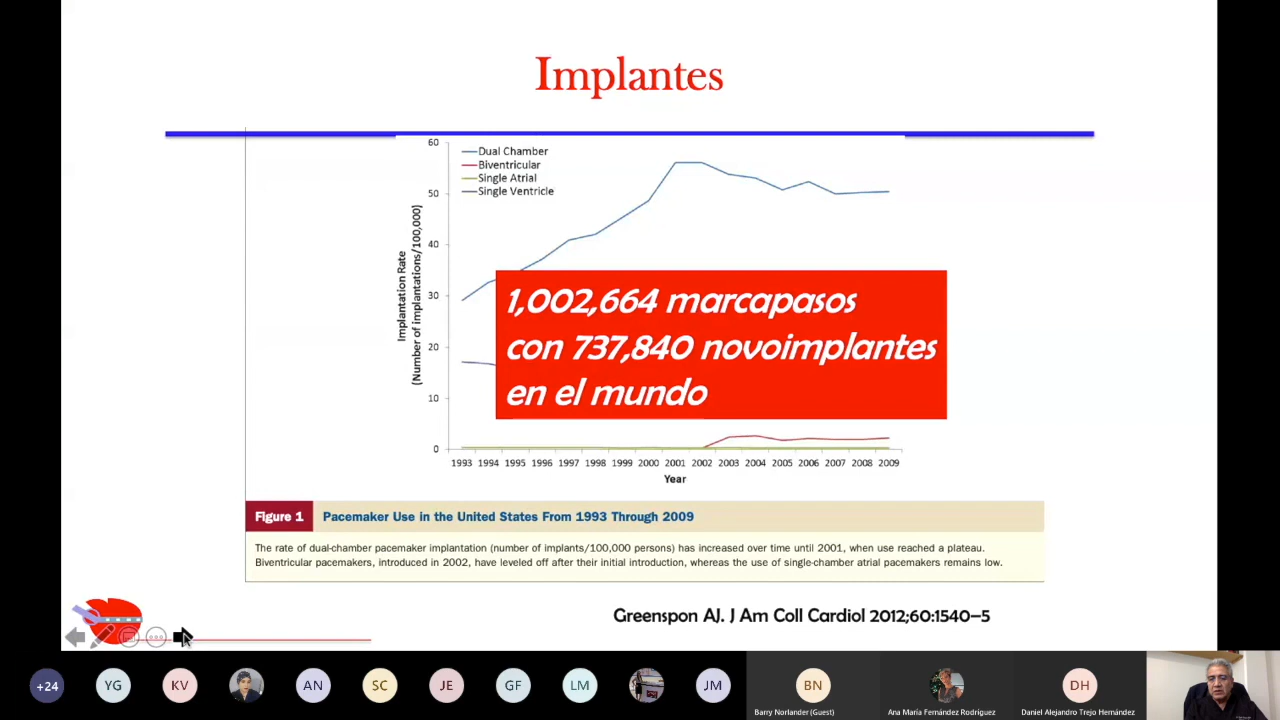 Implantes
60
50
40
30
20
10
0
Implantation Rate
(Number of implantations/100,000)
Dual Chamber
Biventricular
Single Atrial
Single Ventricle
1,002,664 marcapasos
con 737,840 novoimplantes
en el mundo
1993 1994 1995 1996 1997 1998 1999 2000 2001 2002 2003 2004 2005 2006 2007 2008 2009
Year
Figure 1 Pacemaker Use in the United States From 1993 Through 2009
The rate of dual-chamber pacemaker implantation (number of implants/100,000 persons) has increased over time until 2001, when use reached a plateau.
Biventricular pacemakers, introduced in 2002, have leveled off after their initial introduction, whereas the use of single-chamber atrial pacemakers remains low.
Greenspon AJ. J Am Coll Cardiol 2012;60:1540–5
+24 YG KV AN SC JE GF LM JM BN DH
Barry Norlander (Guest) Ana María Fernández Rodríguez Daniel Alejandro Trejo Hernández